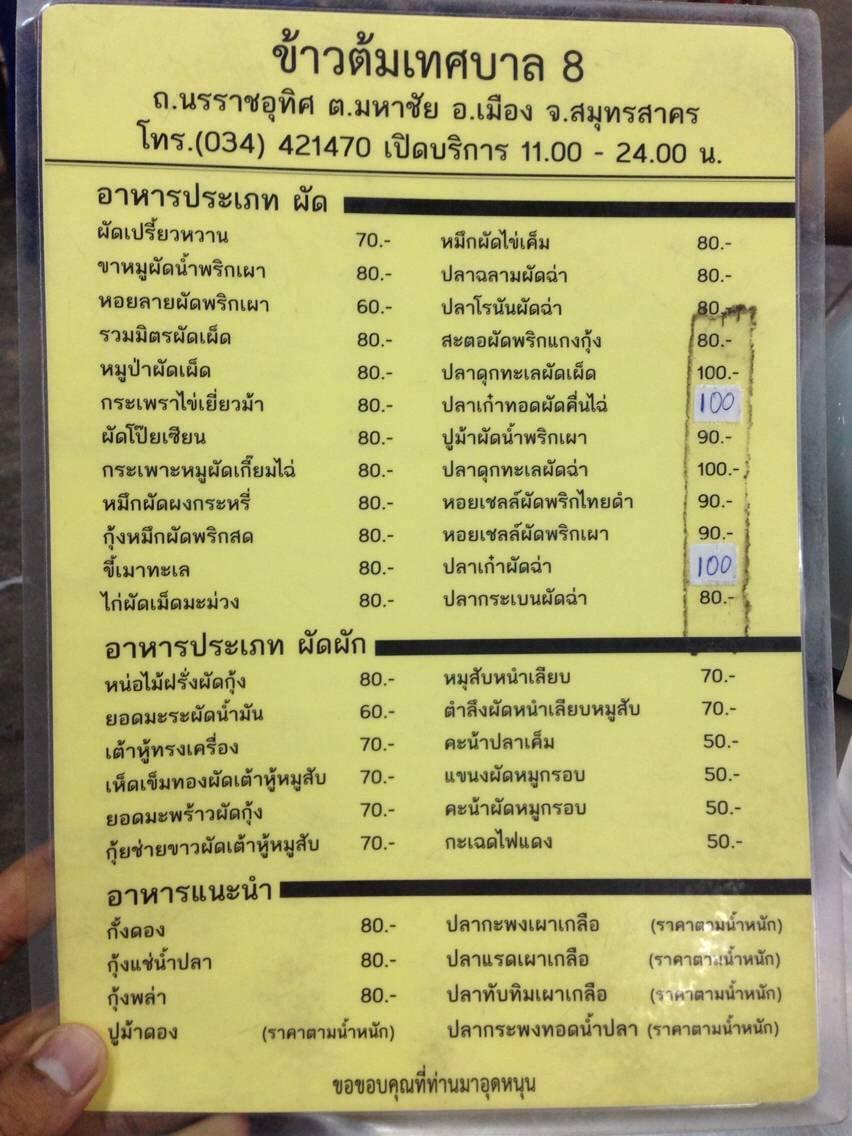 ข้าวต้มเทศบาล 8
ถ.นรราชอุทิศ ต.มหาชัย อ.เมือง จ.สมุทรสาคร
โทร.(034) 421470 เปิดบริการ 11.00 - 24.00 น.
อาหารประเภท ผัด
ผัดเปรี้ยวหวาน 70.- หมึกผัดไข่เค็ม 80.-
ขาหมูผัดน้ำพริกเผา 80.- ปลาฉลามผัดฉ่า 80.-
หอยลายผัดพริกเผา 60.- ปลาโรนันผัดฉ่า 80.-
รวมมิตรผัดเผ็ด 80.- สะตอผัดพริกแกงกุ้ง 80.-
หมูป่าผัดเผ็ด 80.- ปลาดุกทะเลผัดเผ็ด 100.-
กระเพราไข่เยี่ยวม้า 80.- ปลาเก๋าทอดผัดคื่นไฉ่ 100
ผัดโป๊ยเซียน 80.- ปูม้าผัดน้ำพริกเผา 90.-
กระเพาะหมูผัดเกี๊ยมไฉ่ 80.- ปลาดุกทะเลผัดฉ่า 100.-
หมึกผัดผงกระหรี่ 80.- หอยเชลล์ผัดพริกไทยดำ 90.-
กุ้งหมึกผัดพริกสด 80.- หอยเชลล์ผัดพริกเผา 90.-
ขี้เมาทะเล 80.- ปลาเก๋าผัดฉ่า 100
ไก่ผัดเม็ดมะม่วง 80.- ปลากระเบนผัดฉ่า 80.-
อาหารประเภท ผัดผัก
หน่อไม้ฝรั่งผัดกุ้ง 80.- หมุสับหนำเลียบ 70.-
ยอดมะระผัดน้ำมัน 60.- ตำลึงผัดหนำเลียบหมูสับ 70.-
เต้าหู้ทรงเครื่อง 70.- คะน้าปลาเค็ม 50.-
เห็ดเข็มทองผัดเต้าหู้หมูสับ 70.- แขนงผัดหมูกรอบ 50.-
ยอดมะพร้าวผัดกุ้ง 70.- คะน้าผัดหมูกรอบ 50.-
กุ้ยช่ายขาวผัดเต้าหู้หมูสับ 70.- กะเฉดไฟแดง 50.-
อาหารแนะนำ
กั้งดอง 80.- ปลากะพงเผาเกลือ (ราคาตามน้ำหนัก)
กุ้งแช่น้ำปลา 80.- ปลาแรดเผาเกลือ (ราคาตามน้ำหนัก)
กุ้งพล่า 80.- ปลาทับทิมเผาเกลือ (ราคาตามน้ำหนัก)
ปูม้าดอง (ราคาตามน้ำหนัก) ปลากระพงทอดน้ำปลา (ราคาตามน้ำหนัก)
ขอขอบคุณที่ท่านมาอุดหนุน